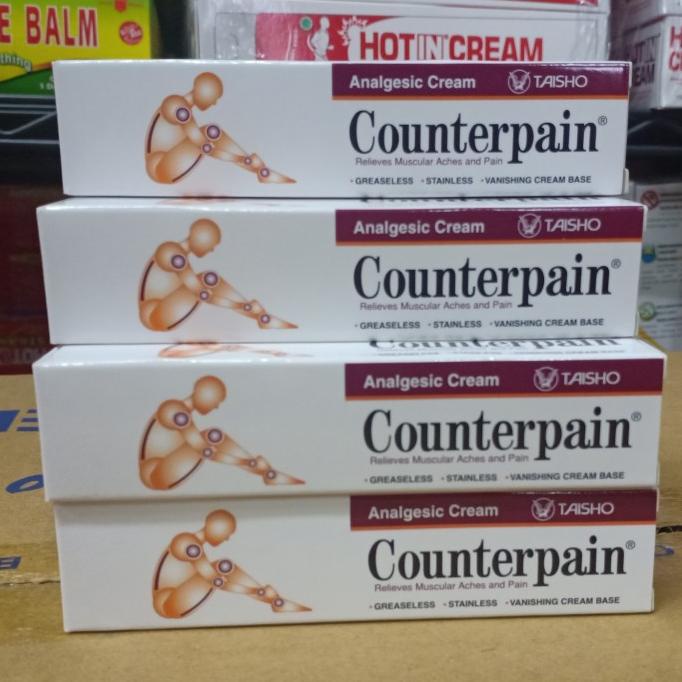 E BALM
HOT IN CREAM
Analgesic Cream TAISHO
Counterpain®
Relieves Muscular Aches and Pain
• GREASELESS • STAINLESS • VANISHING CREAM BASE
Analgesic Cream TAISHO
Counterpain®
Relieves Muscular Aches and Pain
• GREASELESS • STAINLESS • VANISHING CREAM BASE
Analgesic Cream TAISHO
Counterpain®
Relieves Muscular Aches and Pain
• GREASELESS • STAINLESS • VANISHING CREAM BASE
Analgesic Cream TAISHO
Counterpain®
Relieves Muscular Aches and Pain
• GREASELESS • STAINLESS • VANISHING CREAM BASE